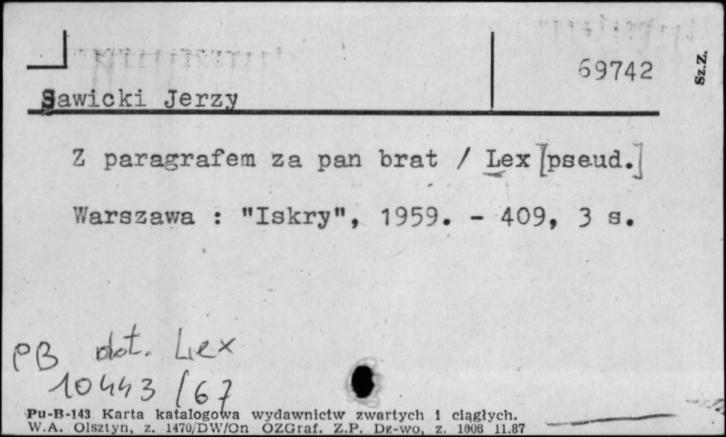 69742
Sz.Z.
Sawicki Jerzy
Z paragrafem za pan brat / Lex [pseud.]
Warszawa : "Iskry", 1959. - 409, 3 s.
PB dot. Lex
10443/67
Pu-B-143 Karta katalogowa wydawnictw zwartych i ciągłych.
W.A. Olsztyn, z. 1470/DW/On OZGraf. Z.P. Dz-wo, z. 1006 11.87